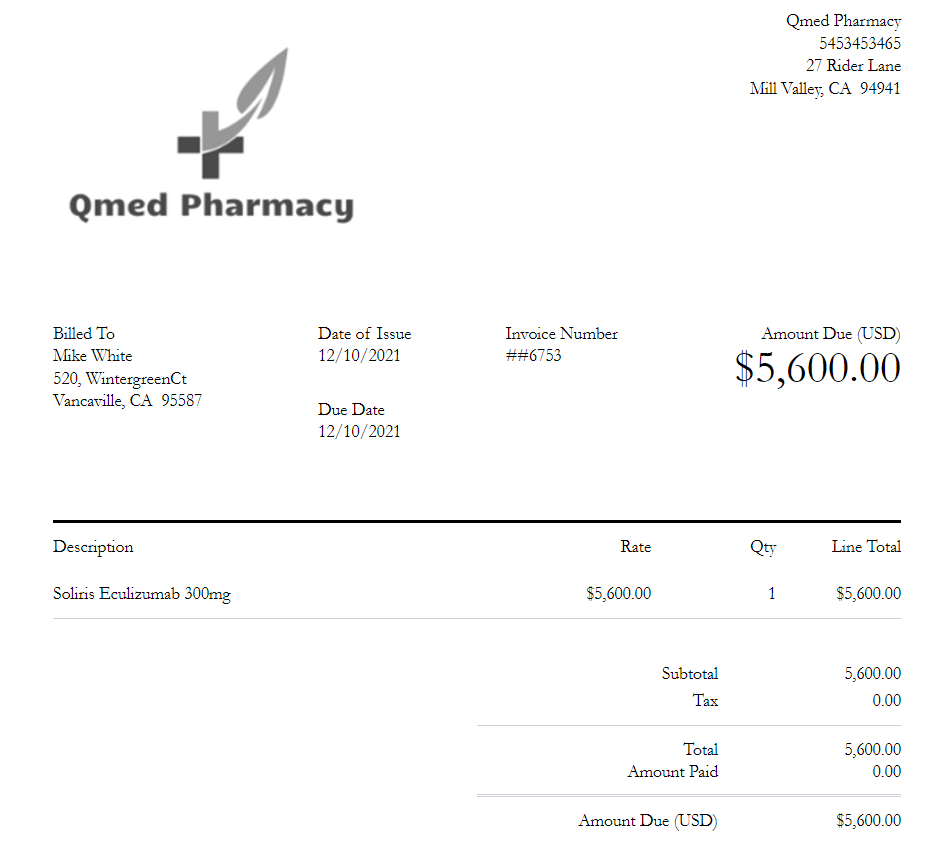 Qmed Pharmacy
5453453465
27 Rider Lane
Mill Valley, CA 94941
Qmed Pharmacy
Billed To
Mike White
520, WintergreenCt
Vancaville, CA 95587
Date of Issue
12/10/2021
Due Date
12/10/2021
Invoice Number
##6753
Amount Due (USD)
$5,600.00
Description Rate Qty Line Total
Soliris Eculizumab 300mg $5,600.00 1 $5,600.00
Subtotal 5,600.00
Tax 0.00
Total 5,600.00
Amount Paid 0.00
Amount Due (USD) $5,600.00